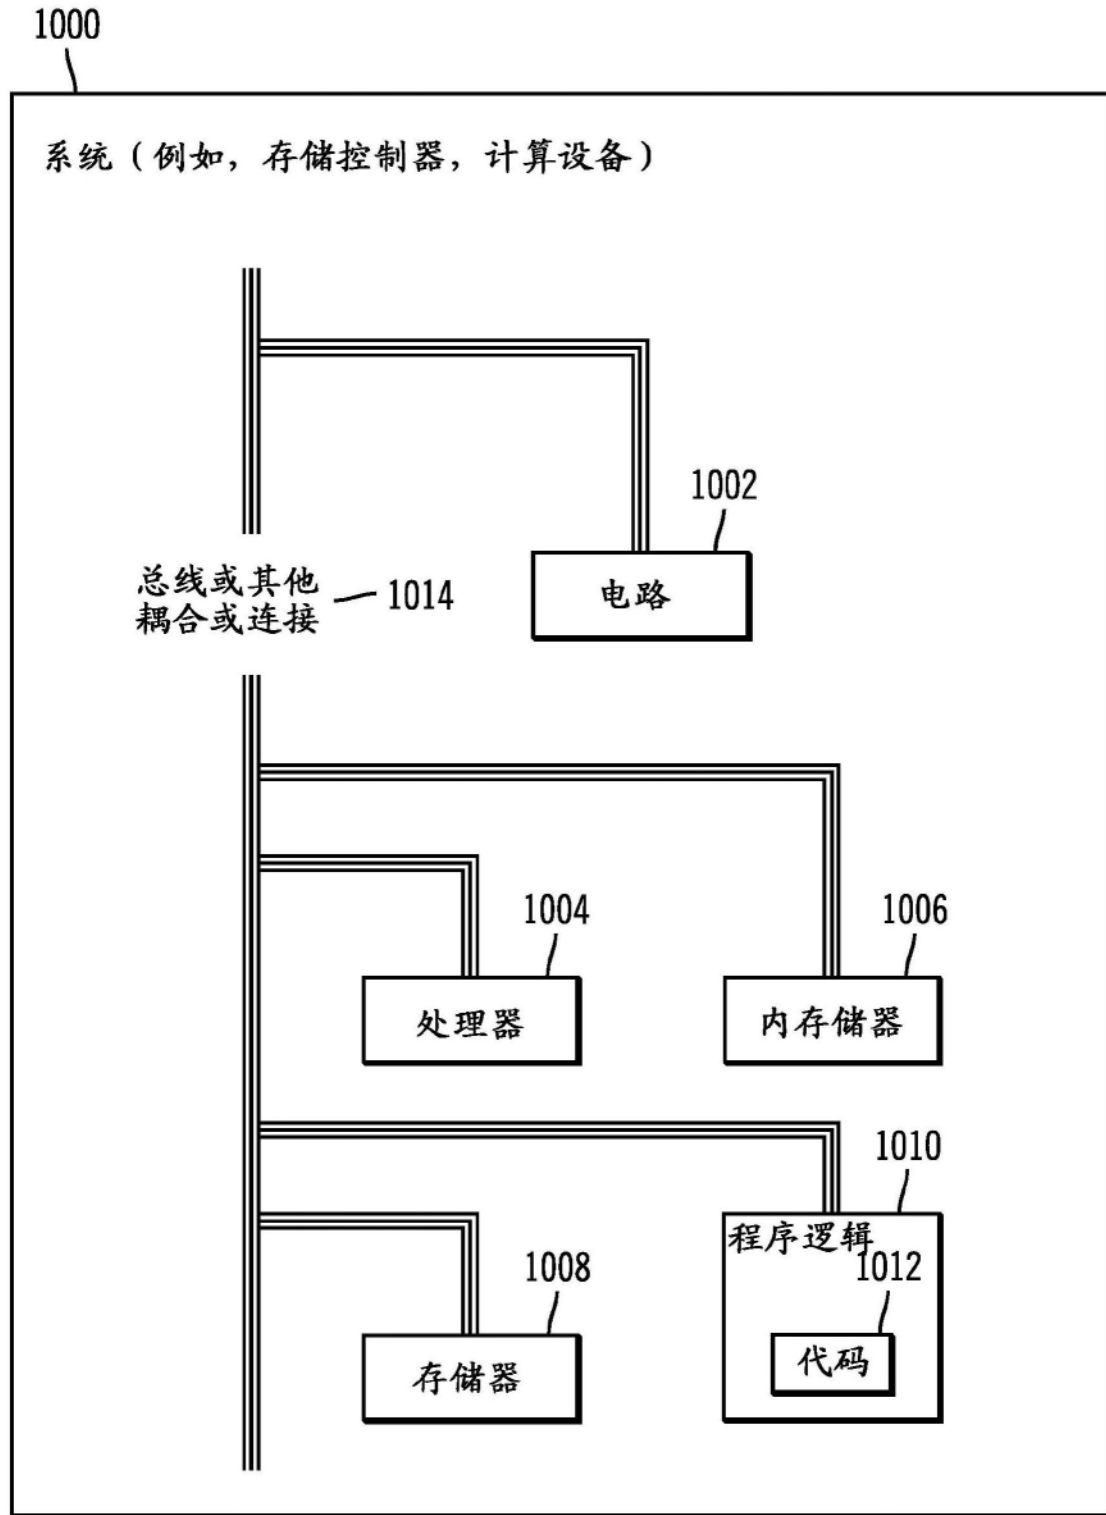 1000
系统（例如，存储控制器，计算设备）
1002
电路
总线或其他
耦合或连接
1014
1004
处理器
1006
内存储器
1010
程序逻辑
1012
代码
1008
存储器